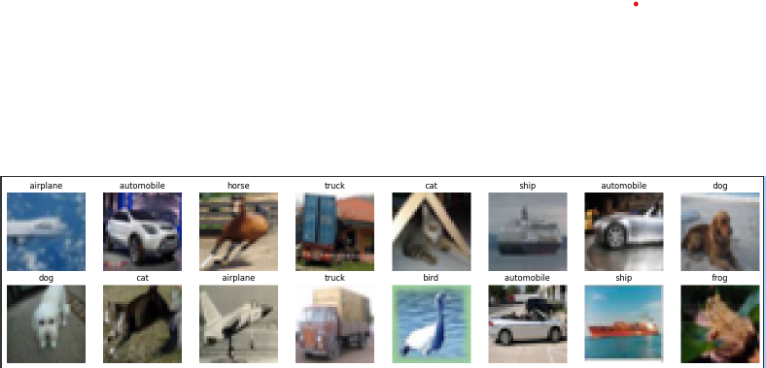 airplane automobile horse truck cat ship automobile dog
dog cat airplane truck bird automobile ship frog